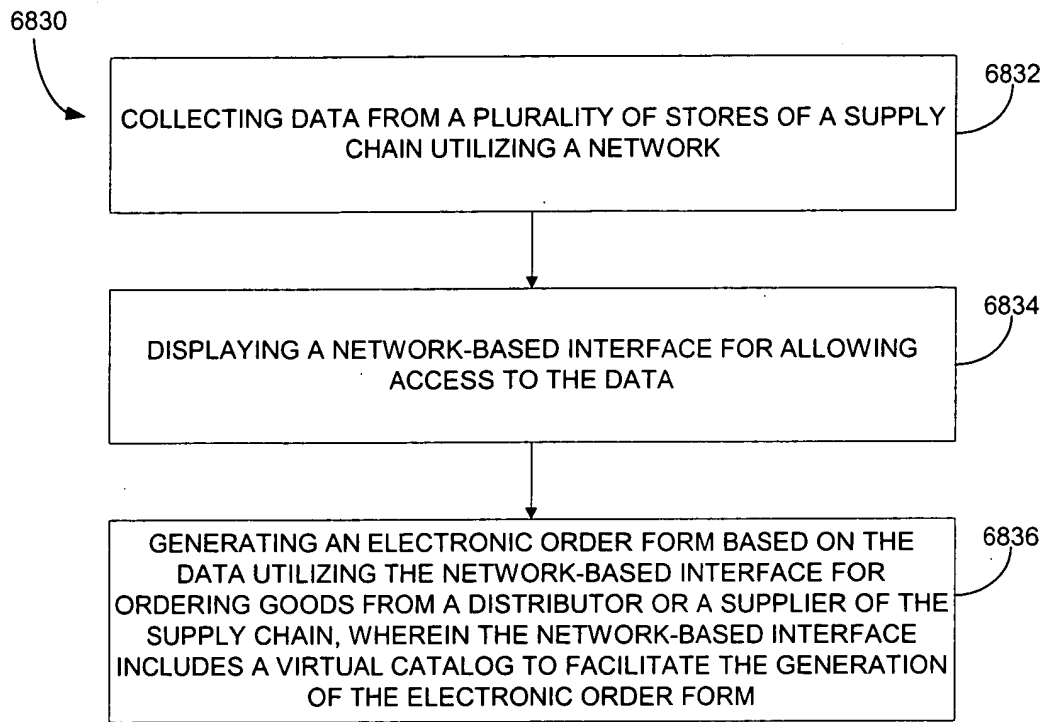 6830
6832
COLLECTING DATA FROM A PLURALITY OF STORES OF A SUPPLY
CHAIN UTILIZING A NETWORK
6834
DISPLAYING A NETWORK-BASED INTERFACE FOR ALLOWING
ACCESS TO THE DATA
6836
GENERATING AN ELECTRONIC ORDER FORM BASED ON THE
DATA UTILIZING THE NETWORK-BASED INTERFACE FOR
ORDERING GOODS FROM A DISTRIBUTOR OR A SUPPLIER OF THE
SUPPLY CHAIN, WHEREIN THE NETWORK-BASED INTERFACE
INCLUDES A VIRTUAL CATALOG TO FACILITATE THE GENERATION
OF THE ELECTRONIC ORDER FORM